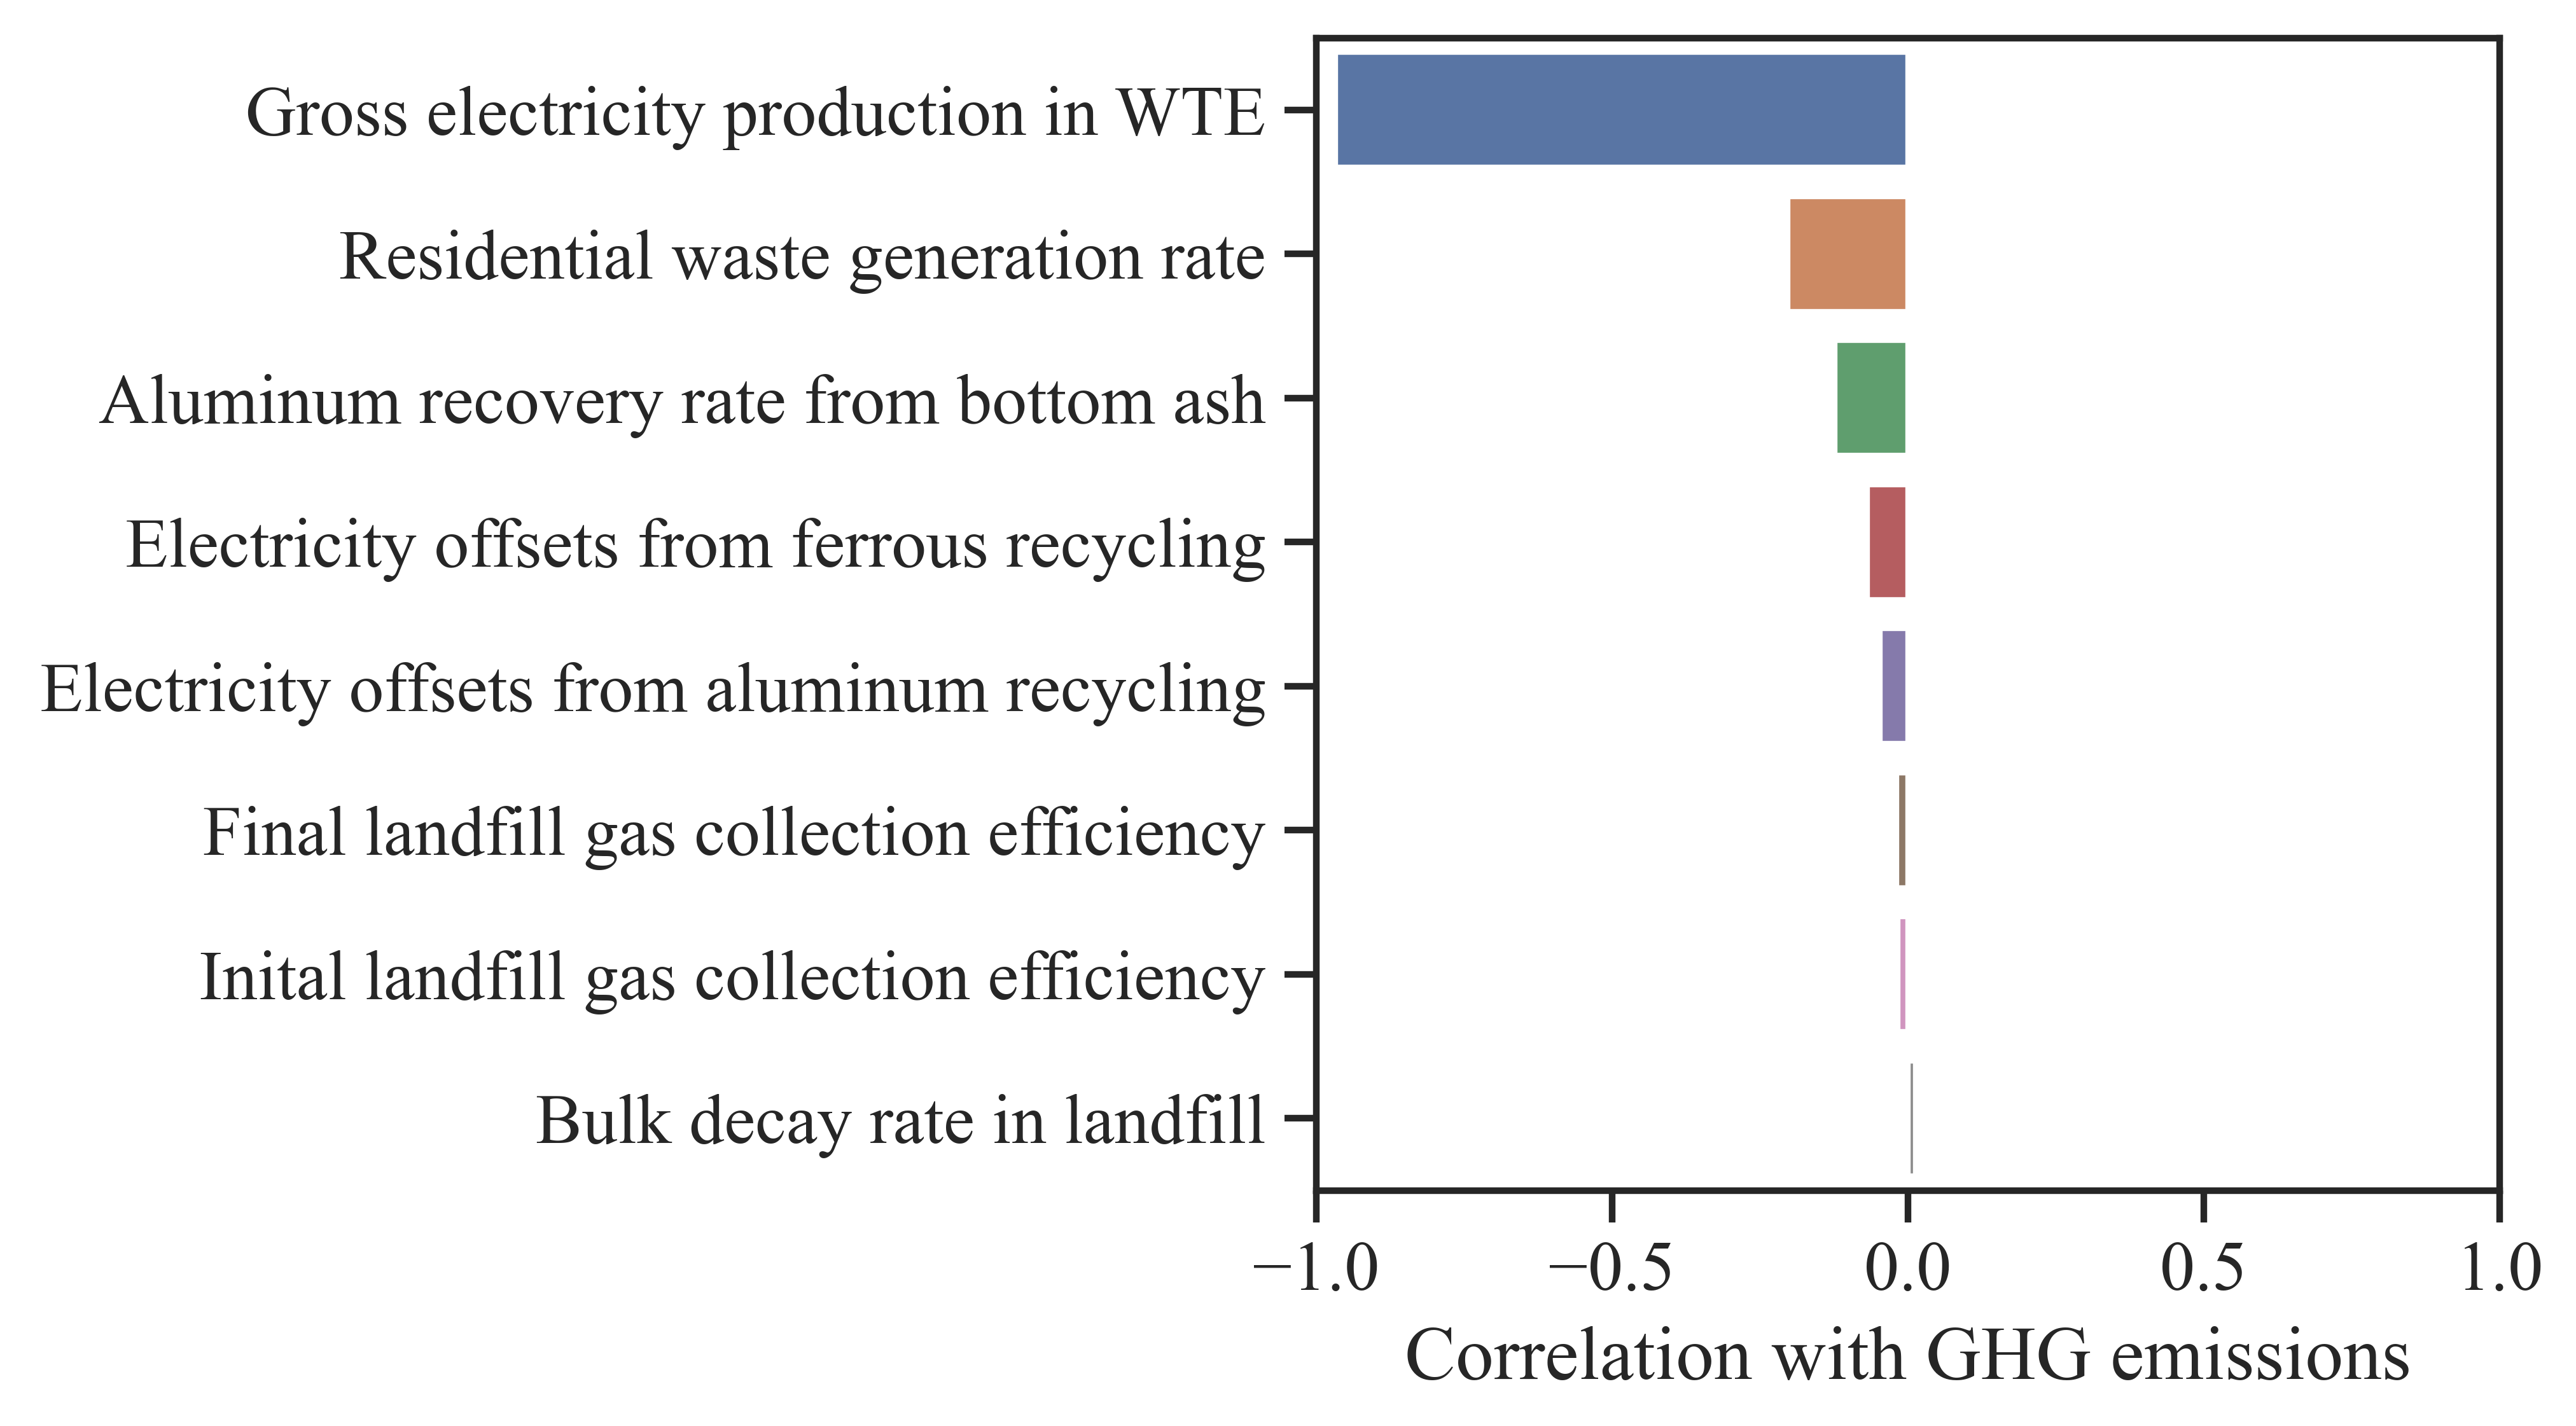 Gross electricity production in WTE
Residential waste generation rate
Aluminum recovery rate from bottom ash
Electricity offsets from ferrous recycling
Electricity offsets from aluminum recycling
Final landfill gas collection efficiency
Inital landfill gas collection efficiency
Bulk decay rate in landfill
−1.0 −0.5 0.0 0.5 1.0
Correlation with GHG emissions